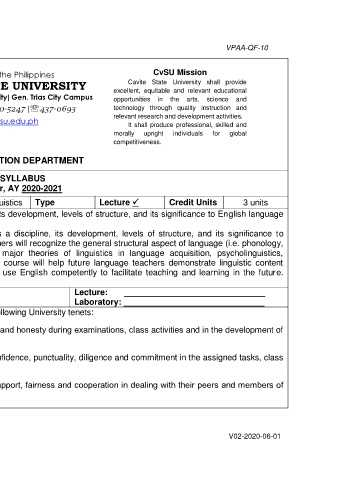 VPAA-QF-10
the Philippines
E UNIVERSITY
ity) Gen. Trias City Campus
0-5247 |☏437-0693
su.edu.ph
CvSU Mission
Cavite State University shall provide
excellent, equitable and relevant educational
opportunities in the arts, science and
technology through quality instruction and
relevant research and development activities.
It shall produce professional, skilled and
morally upright individuals for global
competitiveness.
TION DEPARTMENT
SYLLABUS
r, AY 2020-2021
uistics Type Lecture ✓ Credit Units 3 units
its development, levels of structure, and its significance to English language
s a discipline, its development, levels of structure, and its significance to
ers will recognize the general structural aspect of language (i.e. phonology,
major theories of linguistics in language acquisition, psycholinguistics,
course will help future language teachers demonstrate linguistic content
use English competently to facilitate teaching and learning in the future.
Lecture:
Laboratory:
llowing University tenets:
and honesty during examinations, class activities and in the development of
nfidence, punctuality, diligence and commitment in the assigned tasks, class
upport, fairness and cooperation in dealing with their peers and members of
V02-2020-06-01